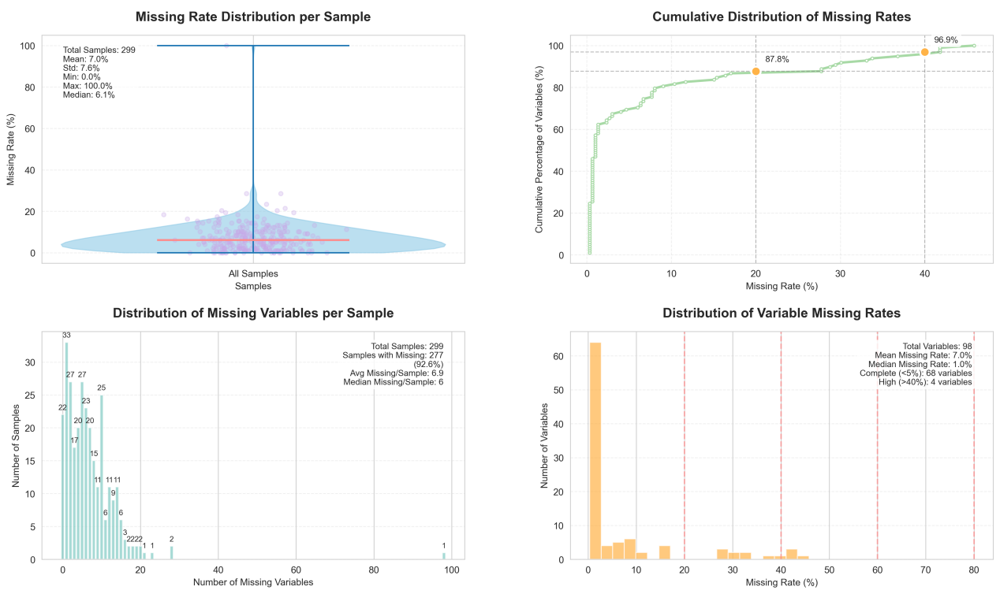 Missing Rate Distribution per Sample
Missing Rate (%)
100
80
60
40
20
0
Total Samples: 299
Mean: 7.0%
Std: 7.6%
Min: 0.0%
Max: 100.0%
Median: 6.1%
All Samples
Samples
Cumulative Distribution of Missing Rates
Cumulative Percentage of Variables (%)
100
80
60
40
20
0
87.8%
96.9%
0 10 20 30 40
Missing Rate (%)
Distribution of Missing Variables per Sample
Number of Samples
30
25
20
15
10
5
0
Total Samples: 299
Samples with Missing: 277
(92.6%)
Avg Missing/Sample: 6.9
Median Missing/Sample: 6
22 33 27 17 20 27 23 20 15 11 25 6 11 9 11 6 3 2 2 2 2 1 1 2 1
0 20 40 60 80 100
Number of Missing Variables
Distribution of Variable Missing Rates
Number of Variables
60
50
40
30
20
10
0
Total Variables: 98
Mean Missing Rate: 7.0%
Median Missing Rate: 1.0%
Complete (<5%): 68 variables
High (>40%): 4 variables
0 10 20 30 40 50 60 70 80
Missing Rate (%)